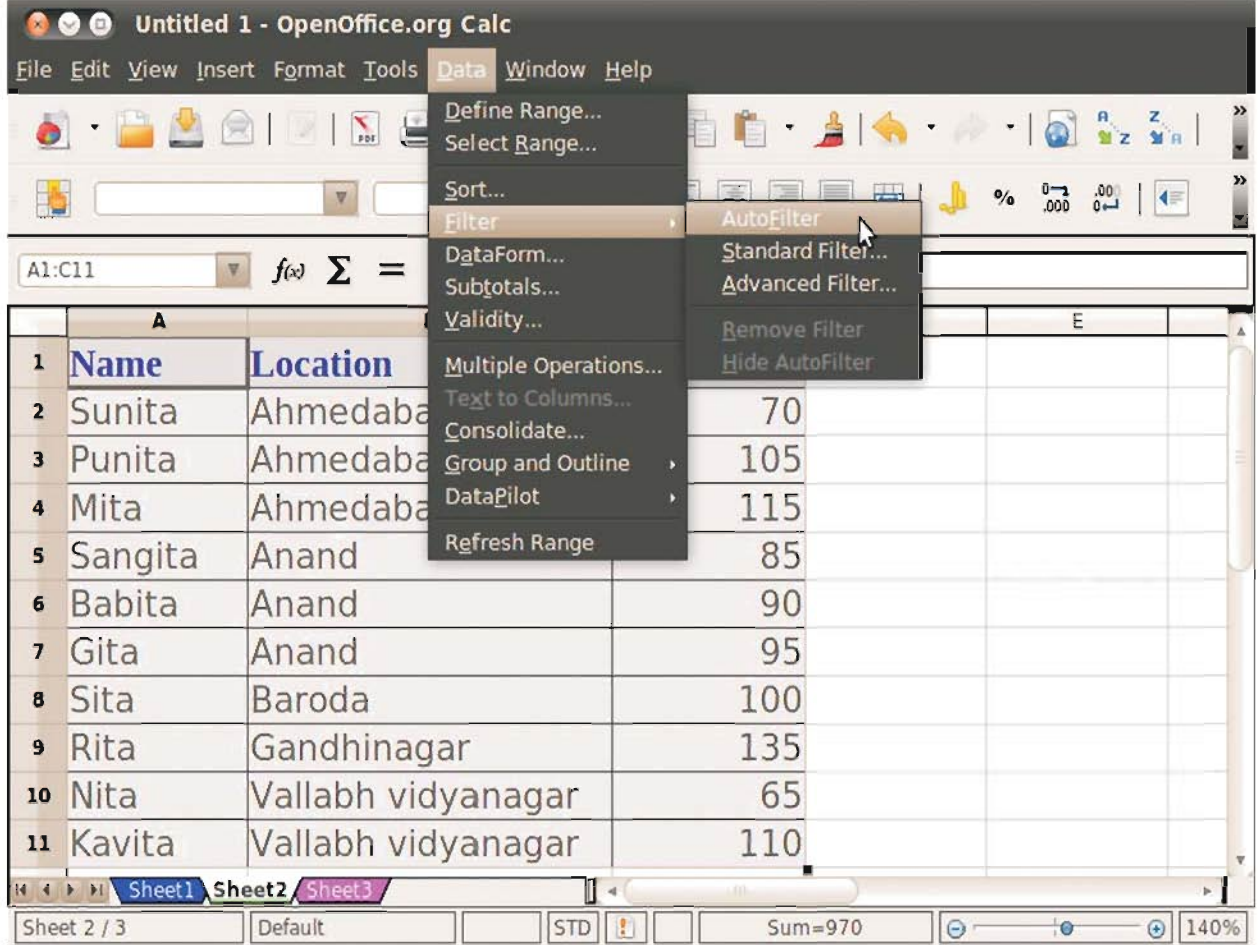 Untitled 1 - OpenOffice.org Calc
File Edit View Insert Format Tools Data Window Help
Define Range...
Select Range...
Sort...
Filter
DataForm...
Subtotals...
Validity...
Multiple Operations...
Text to Columns...
Consolidate...
Group and Outline
DataPilot
Refresh Range
AutoFilter
Standard Filter...
Advanced Filter...
Remove Filter
Hide AutoFilter
PDF
A Z
Z A
% 0 .000 .000 0
A1:C11 f(x) Σ =
A E
1 Name Location
2 Sunita 70
3 Punita 105
4 Mita 115
5 Sangita Anand 85
6 Babita Anand 90
7 Gita Anand 95
8 Sita Baroda 100
9 Rita Gandhinagar 135
10 Nita Vallabh vidyanagar 65
11 Kavita Vallabh vidyanagar 110
Sheet1 Sheet2 Sheet3
Sheet 2 / 3 Default STD Sum=970 140%